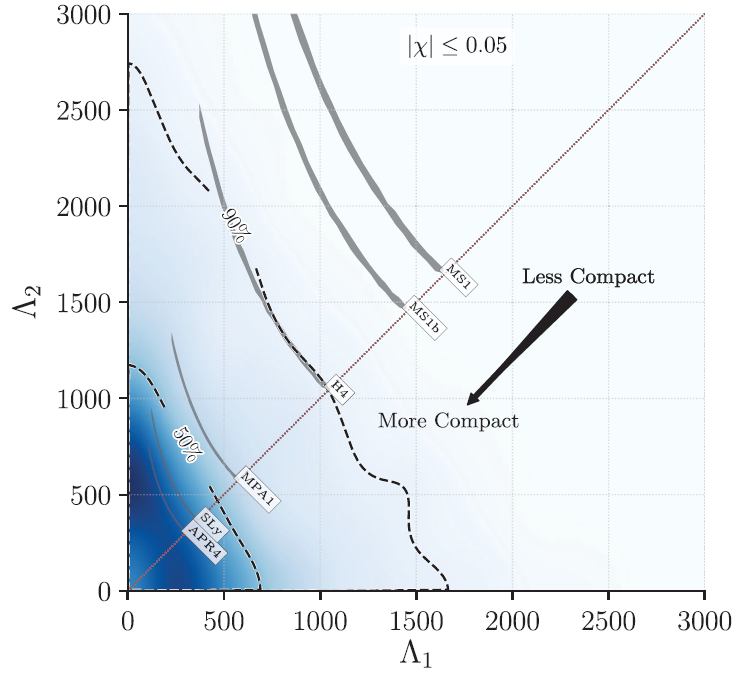 3000
2500
2000
1500
1000
500
0
Λ₂
|χ| ≤ 0.05
90%
50%
MS1
MS1b
H4
MPA1
SLy
APR4
Less Compact
More Compact
0 500 1000 1500 2000 2500 3000
Λ₁